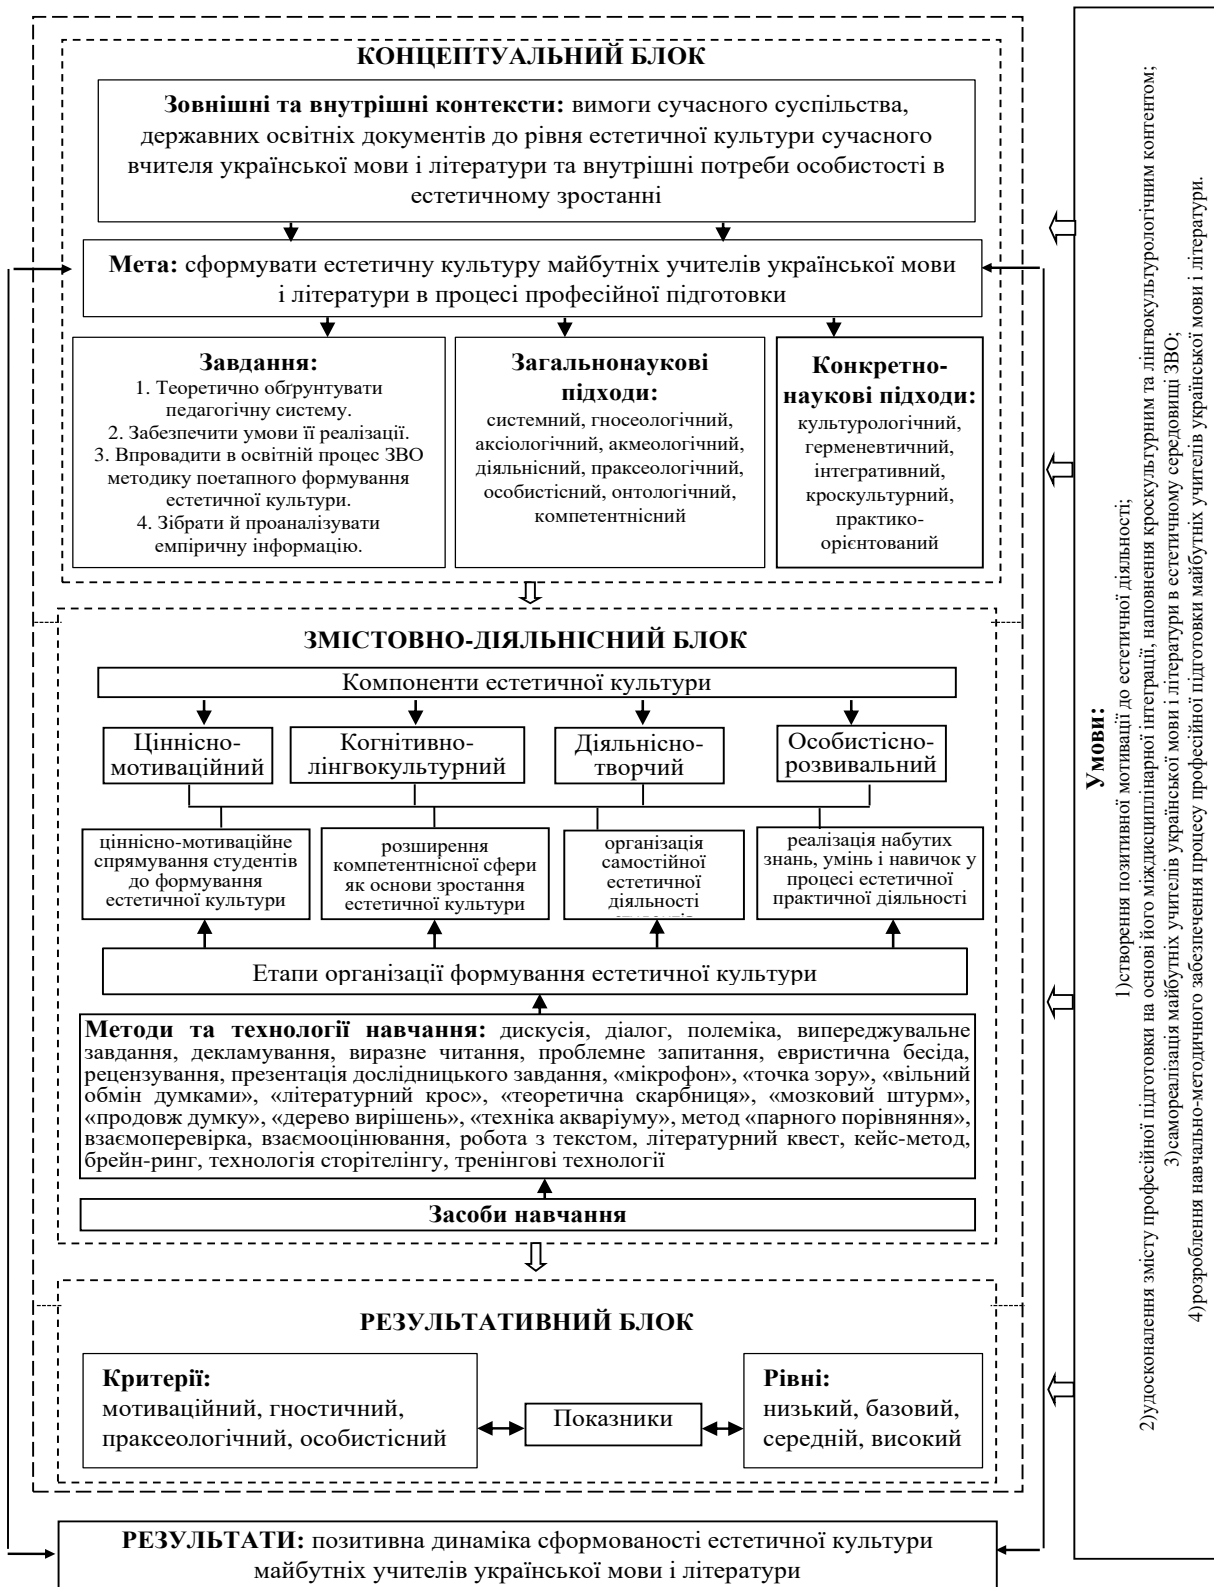 КОНЦЕПТУАЛЬНИЙ БЛОК
Зовнішні та внутрішні контексти: вимоги сучасного суспільства,
державних освітніх документів до рівня естетичної культури сучасного
вчителя української мови і літератури та внутрішні потреби особистості в
естетичному зростанні
Мета: сформувати естетичну культуру майбутніх учителів української мови
і літератури в процесі професійної підготовки
Завдання:
1. Теоретично обґрунтувати
педагогічну систему.
2. Забезпечити умови її реалізації.
3. Впровадити в освітній процес ЗВО
методику поетапного формування
естетичної культури.
4. Зібрати й проаналізувати
емпіричну інформацію.
Загальнонаукові
підходи:
системний, гносеологічний,
аксіологічний, акмеологічний,
діяльнісний, праксеологічний,
особистісний, онтологічний,
компетентнісний
Конкретно-
наукові підходи:
культурологічний,
герменевтичний,
інтегративний,
кроскультурний,
практико-
орієнтований
ЗМІСТОВНО-ДІЯЛЬНІСНИЙ БЛОК
Компоненти естетичної культури
Ціннісно-
мотиваційний
Когнітивно-
лінгвокультурний
Діяльнісно-
творчий
Особистісно-
розвивальний
ціннісно-мотиваційне
спрямування студентів
до формування
естетичної культури
розширення
компетентнісної сфери
як основи зростання
естетичної культури
організація
самостійної
естетичної
діяльності
реалізація набутих
знань, умінь і навичок у
процесі естетичної
практичної діяльності
Етапи організації формування естетичної культури
Методи та технології навчання: дискусія, діалог, полеміка, випереджувальне
завдання, декламування, виразне читання, проблемне запитання, евристична бесіда,
рецензування, презентація дослідницького завдання, «мікрофон», «точка зору», «вільний
обмін думками», «літературний крос», «теоретична скарбниця», «мозковий штурм»,
«продовж думку», «дерево вирішень», «техніка акваріуму», метод «парного порівняння»,
взаємоперевірка, взаємооцінювання, робота з текстом, літературний квест, кейс-метод,
брейн-ринг, технологія сторітелінгу, тренінгові технології
Засоби навчання
РЕЗУЛЬТАТИВНИЙ БЛОК
Критерії:
мотиваційний, гностичний,
праксеологічний, особистісний
Показники
Рівні:
низький, базовий,
середній, високий
РЕЗУЛЬТАТИ: позитивна динаміка сформованості естетичної культури
майбутніх учителів української мови і літератури
Умови:
1)створення позитивної мотивації до естетичної діяльності;
2)удосконалення змісту професійної підготовки на основі його міждисциплінарної інтеграції, наповнення кроскультурним та лінгвокультурологічним контентом;
3)самореалізація майбутніх учителів української мови і літератури в естетичному середовищі ЗВО;
4)розроблення навчально-методичного забезпечення процесу професійної підготовки майбутніх учителів української мови і літератури.